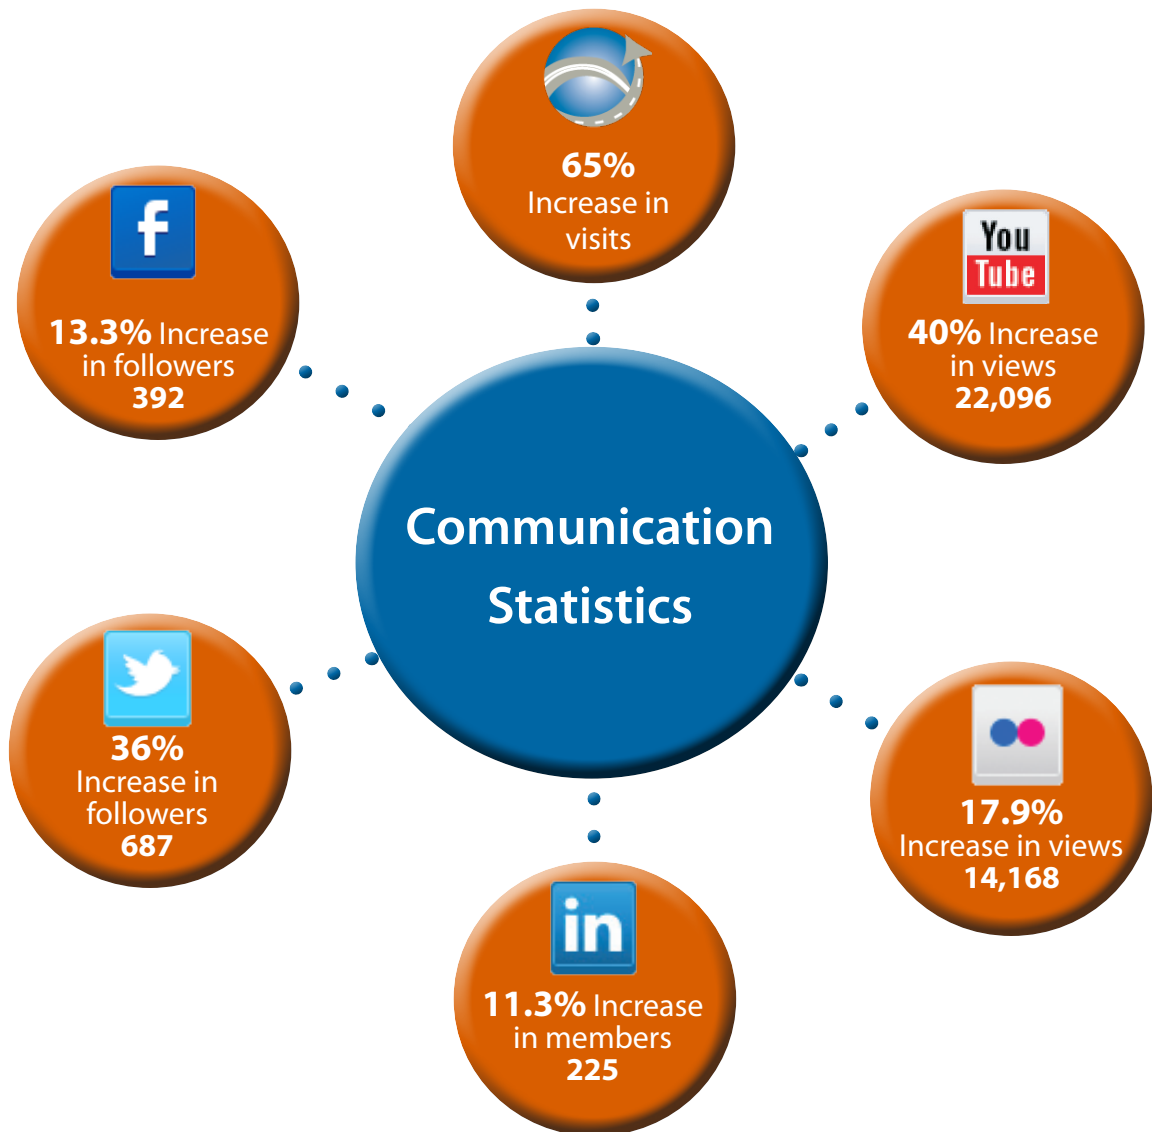 65%
Increase in
visits
f
13.3% Increase
in followers
392
You
Tube
40% Increase
in views
22,096
Communication
Statistics
36%
Increase in
followers
687
17.9%
Increase in views
14,168
in
11.3% Increase
in members
225